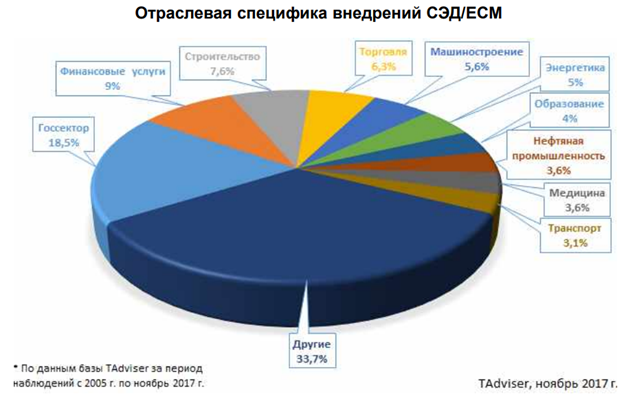 Отраслевая специфика внедрений СЭД/ECM
Строительство
7,6%
Торговля
6,3%
Машиностроение
5,6%
Финансовые услуги
9%
Энергетика
5%
Образование
4%
Госсектор
18,5%
Нефтяная
промышленность
3,6%
Медицина
3,6%
Транспорт
3,1%
Другие
33,7%
* По данным базы TAdviser за период
наблюдений с 2005 г. по ноябрь 2017 г.
TAdviser, ноябрь 2017 г.